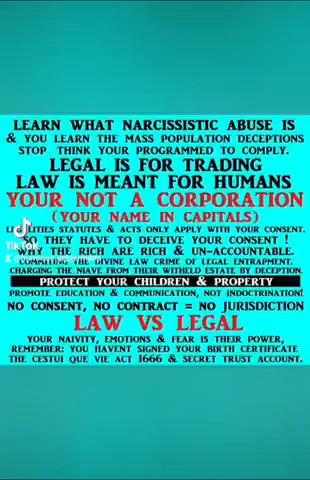 LEARN WHAT NARCISSISTIC ABUSE IS
& YOU LEARN THE MASS POPULATION DECEPTIONS
STOP THINK YOUR PROGRAMMED TO COMPLY.
LEGAL IS FOR TRADING
LAW IS MEANT FOR HUMANS
YOUR NOT A CORPORATION
(YOUR NAME IN CAPITALS)
STATUTES & ACTS ONLY APPLY WITH YOUR CONSENT.
SO THEY HAVE TO DECEIVE YOUR CONSENT !
TikTok
WHY THE RICH ARE RICH & UN-ACCOUNTABLE.
COMMITING THE DIVINE LAW CRIME OF LEGAL ENTRAPMENT.
CHARGING THE NIAVE FROM THEIR WITHELD ESTATE BY DECEPTION.
PROTECT YOUR CHILDREN & PROPERTY
PROMOTE EDUCATION & COMMUNICATION, NOT INDOCTRINATION!
NO CONSENT, NO CONTRACT = NO JURISDICTION
LAW VS LEGAL
YOUR NAIVITY, EMOTIONS & FEAR IS THEIR POWER,
REMEMBER: YOU HAVENT SIGNED YOUR BIRTH CERTIFICATE
THE CESTUI QUE VIE ACT 1666 & SECRET TRUST ACCOUNT.